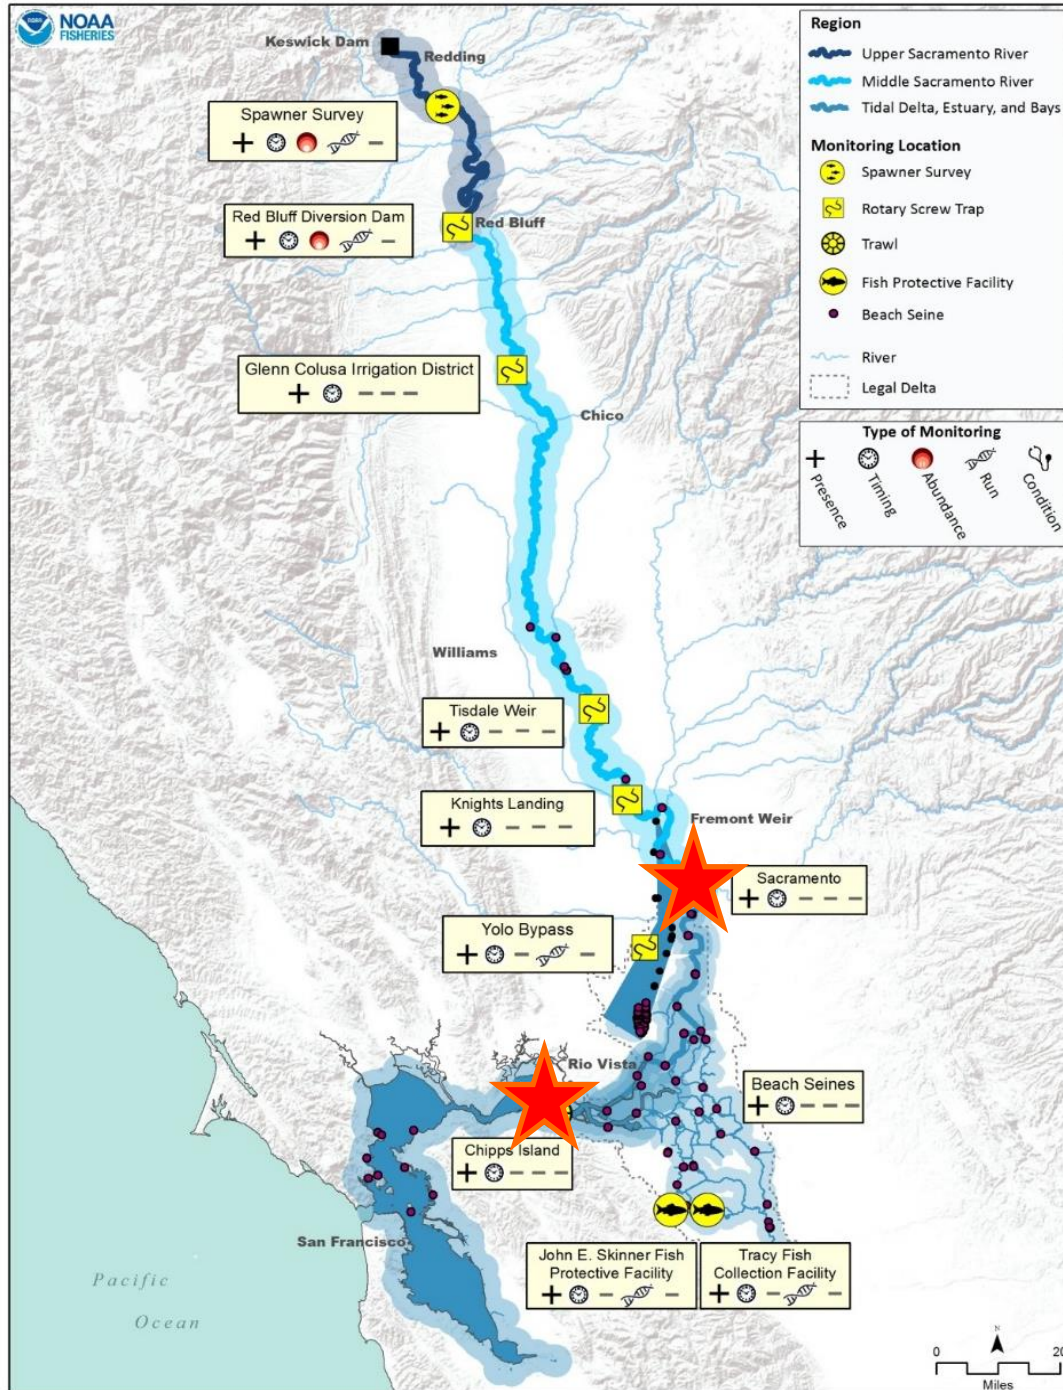 NOAA
FISHERIES
Keswick Dam
Redding
Spawner Survey
Red Bluff Diversion Dam
Red Bluff
Glenn Colusa Irrigation District
Chico
Williams
Tisdale Weir
Knights Landing
Fremont Weir
Sacramento
Yolo Bypass
Rio Vista
Beach Seines
Chipps Island
San Francisco
John E. Skinner Fish
Protective Facility
Tracy Fish
Collection Facility
Pacific
Ocean
Region
Upper Sacramento River
Middle Sacramento River
Tidal Delta, Estuary, and Bays
Monitoring Location
Spawner Survey
Rotary Screw Trap
Trawl
Fish Protective Facility
Beach Seine
River
Legal Delta
Type of Monitoring
Presence
Timing
Abundance
Run
Condition
N
0 20
Miles